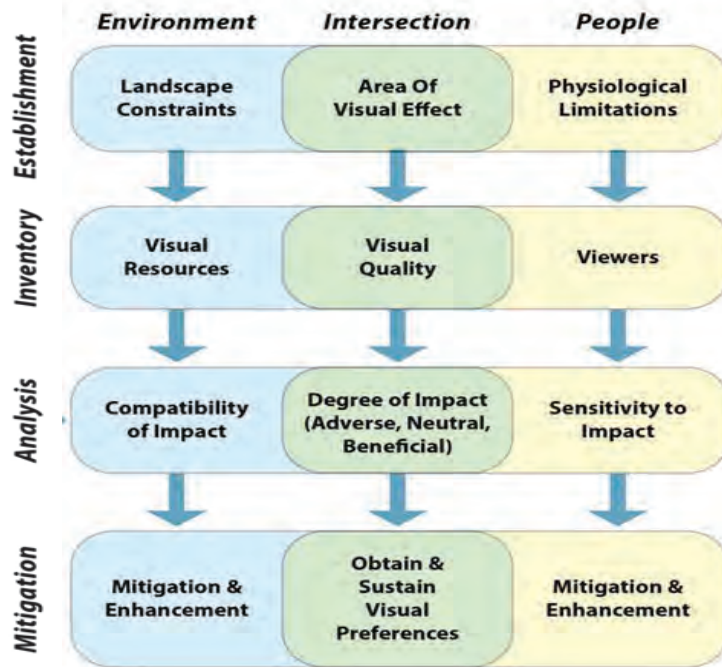 Environment Intersection People
Establishment
Landscape
Constraints
Area Of
Visual Effect
Physiological
Limitations
Inventory
Visual
Resources
Visual
Quality
Viewers
Analysis
Compatibility
of Impact
Degree of Impact
(Adverse, Neutral,
Beneficial)
Sensitivity to
Impact
Mitigation
Mitigation &
Enhancement
Obtain &
Sustain
Visual
Preferences
Mitigation &
Enhancement